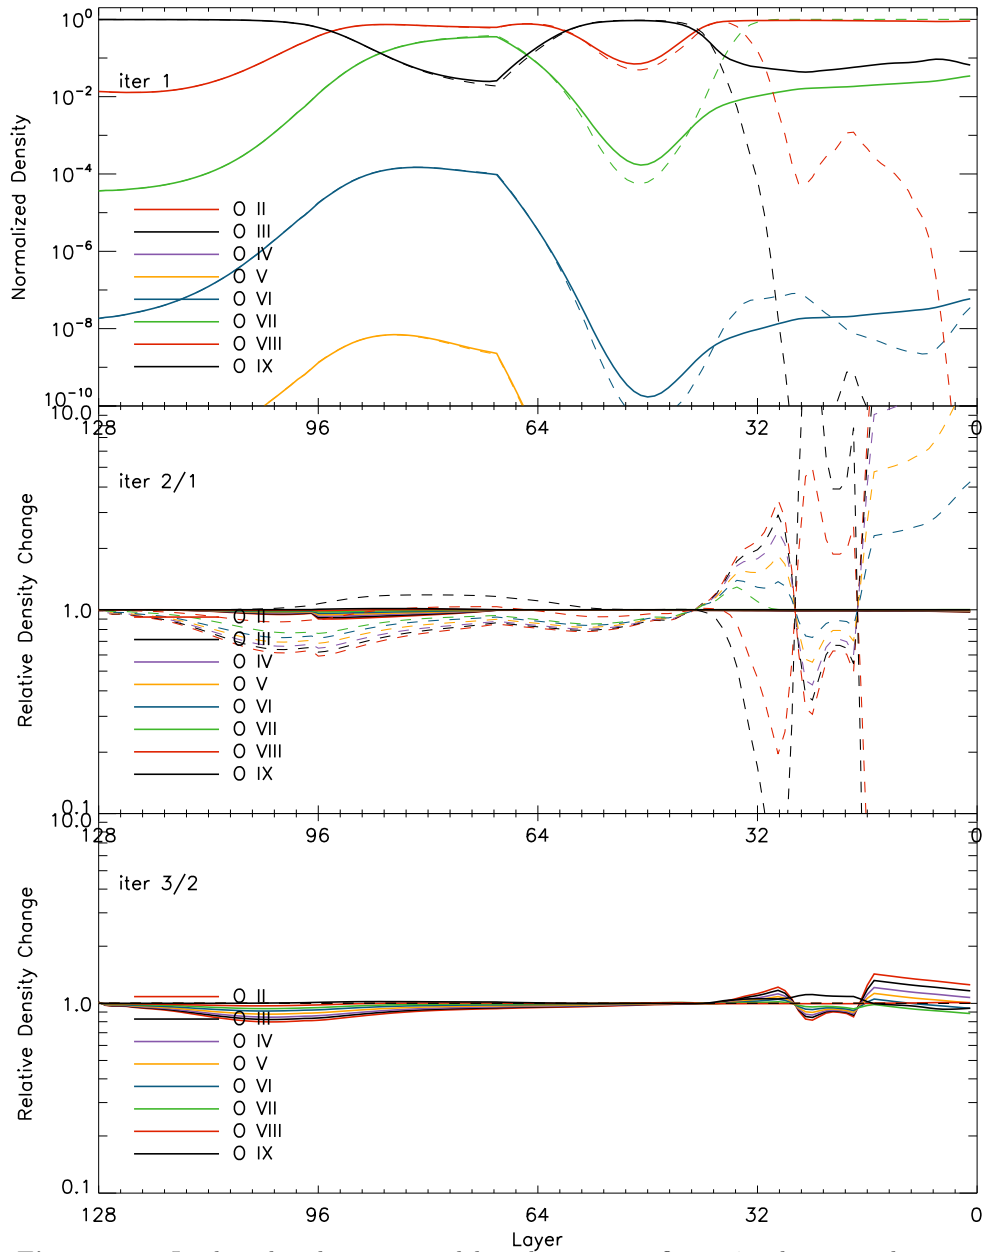 10^0
10^-2
10^-4
10^-6
10^-8
10^-10
Normalized Density
iter 1
O II
O III
O IV
O V
O VI
O VII
O VIII
O IX
128 96 64 32 0
10.0
1.0
0.1
Relative Density Change
iter 2/1
O II
O III
O IV
O V
O VI
O VII
O VIII
O IX
128 96 64 32 0
10.0
1.0
0.1
Relative Density Change
iter 3/2
O II
O III
O IV
O V
O VI
O VII
O VIII
O IX
128 96 64 32 0
Layer